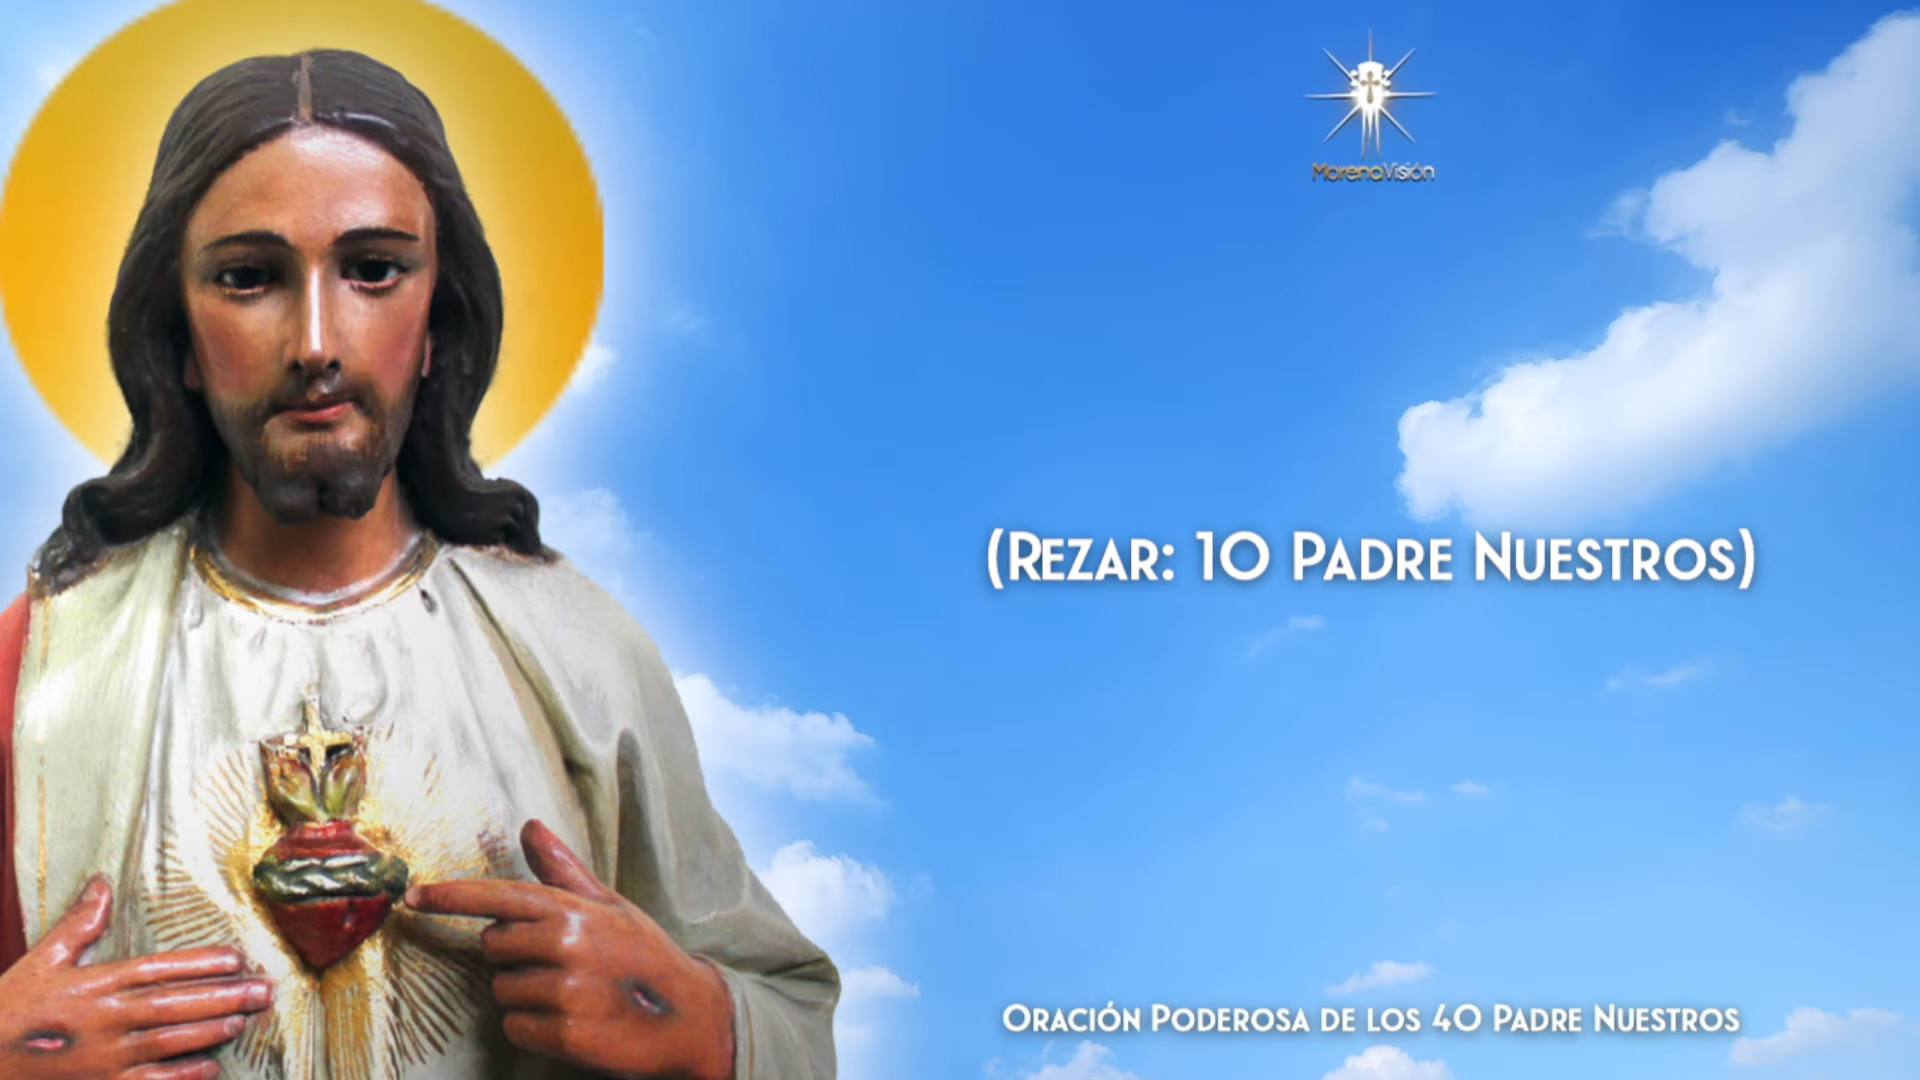 MorenaVisión
(Rezar: 10 Padre Nuestros)
Oración Poderosa de los 40 Padre Nuestros